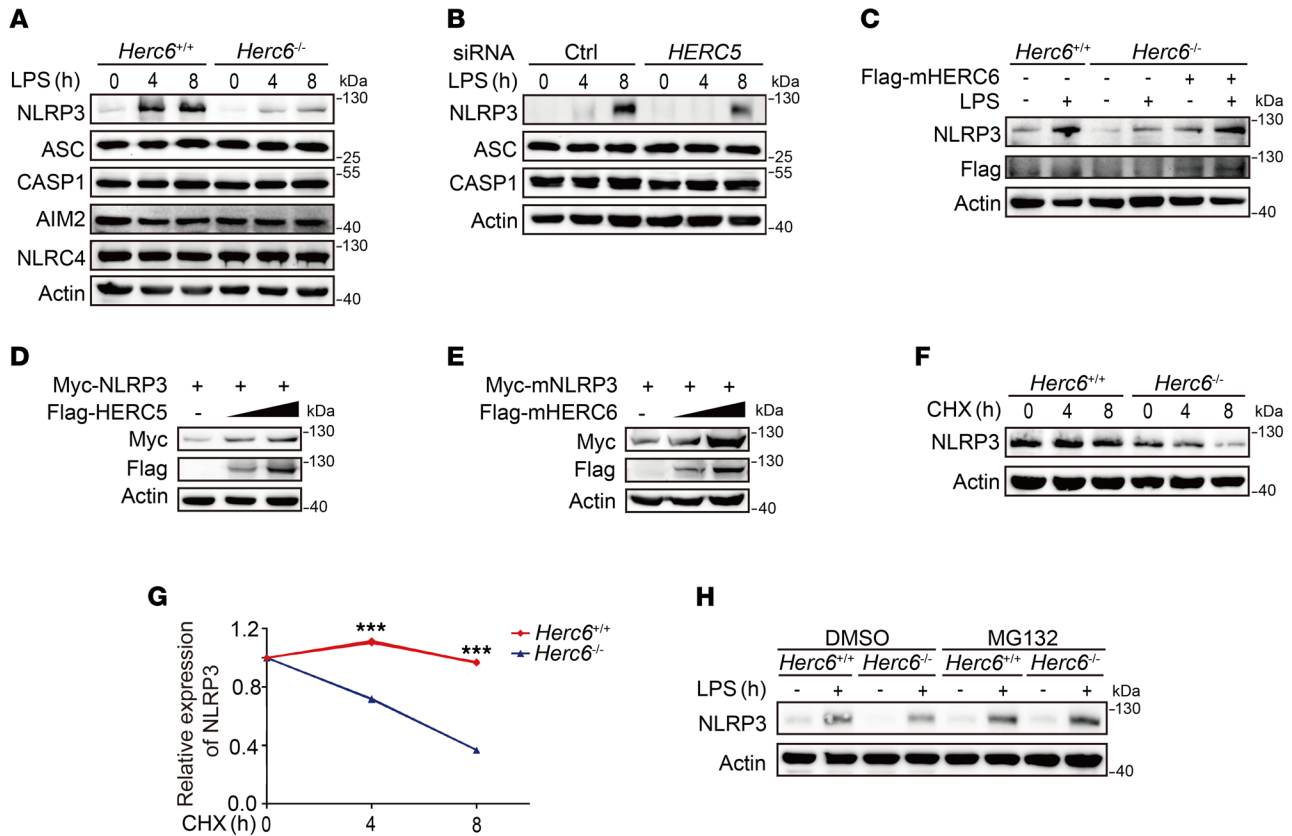 A
Herc6+/+ Herc6-/-
LPS (h) 0 4 8 0 4 8 kDa
NLRP3 -130
ASC -25
CASP1 -55
AIM2 -40
NLRC4 -130
Actin -40
B
siRNA Ctrl HERC5
LPS (h) 0 4 8 0 4 8 kDa
NLRP3 -130
ASC -25
CASP1 -55
Actin -40
C
Herc6+/+ Herc6-/-
Flag-mHERC6 - - - - + +
LPS - + - + - + kDa
NLRP3 -130
Flag -130
Actin -40
D
Myc-NLRP3 + + +
Flag-HERC5 - kDa
Myc -130
Flag -130
Actin -40
E
Myc-mNLRP3 + + +
Flag-mHERC6 - kDa
Myc -130
Flag -130
Actin -40
F
Herc6+/+ Herc6-/-
CHX (h) 0 4 8 0 4 8 kDa
NLRP3 -130
Actin -40
G
Relative expression
of NLRP3
1.2
0.8
0.4
0.0
*** ***
Herc6+/+
Herc6-/-
CHX (h) 0 4 8
H
DMSO MG132
Herc6+/+ Herc6-/- Herc6+/+ Herc6-/-
LPS (h) - + - + - + - + kDa
NLRP3 -130
Actin -40